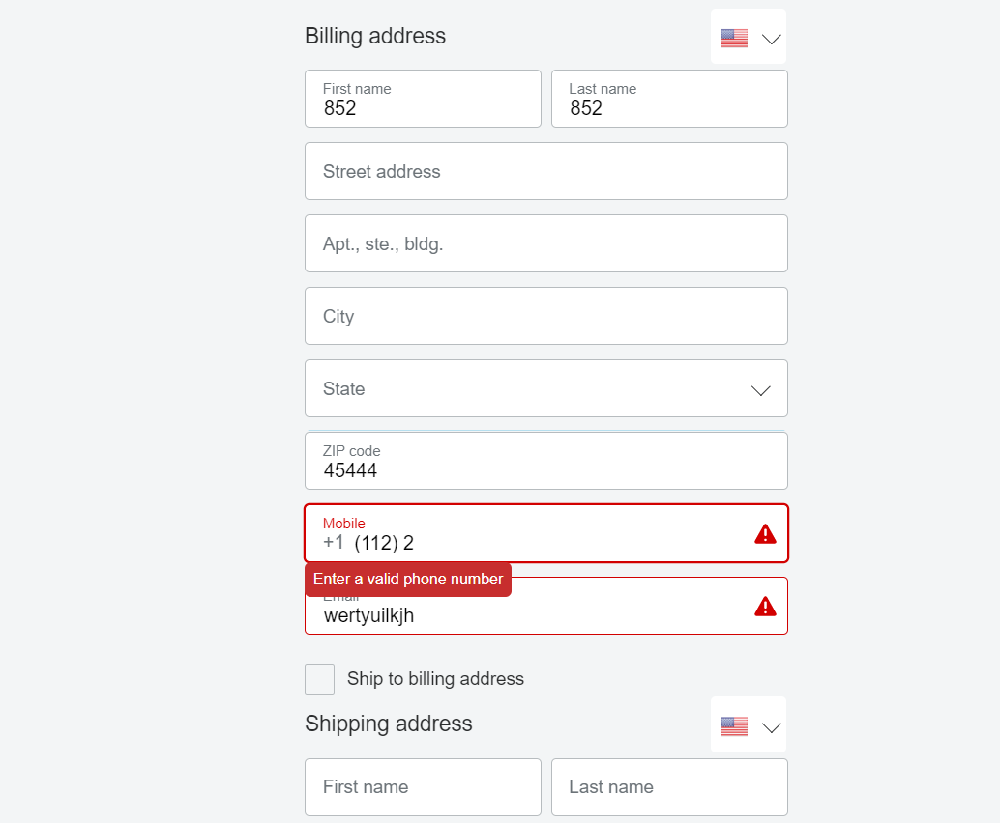 Billing address
First name
852
Last name
852
Street address
Apt., ste., bldg.
City
State
ZIP code
45444
Mobile
+1 (112) 2
Enter a valid phone number
Email
wertyuilkjh
Ship to billing address
Shipping address
First name
Last name